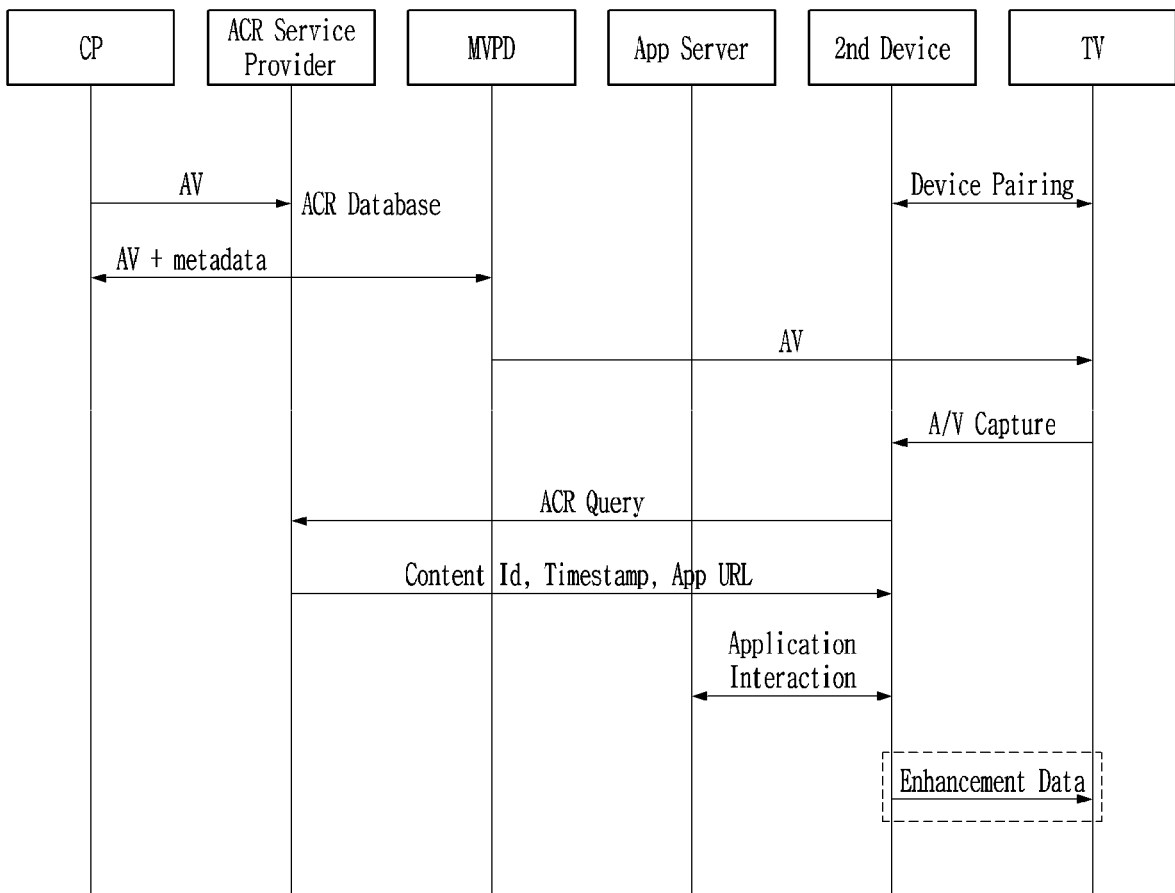 CP
ACR Service
Provider
MVPD
App Server
2nd Device
TV
AV
ACR Database
Device Pairing
AV + metadata
AV
A/V Capture
ACR Query
Content Id, Timestamp, App URL
Application
Interaction
Enhancement Data